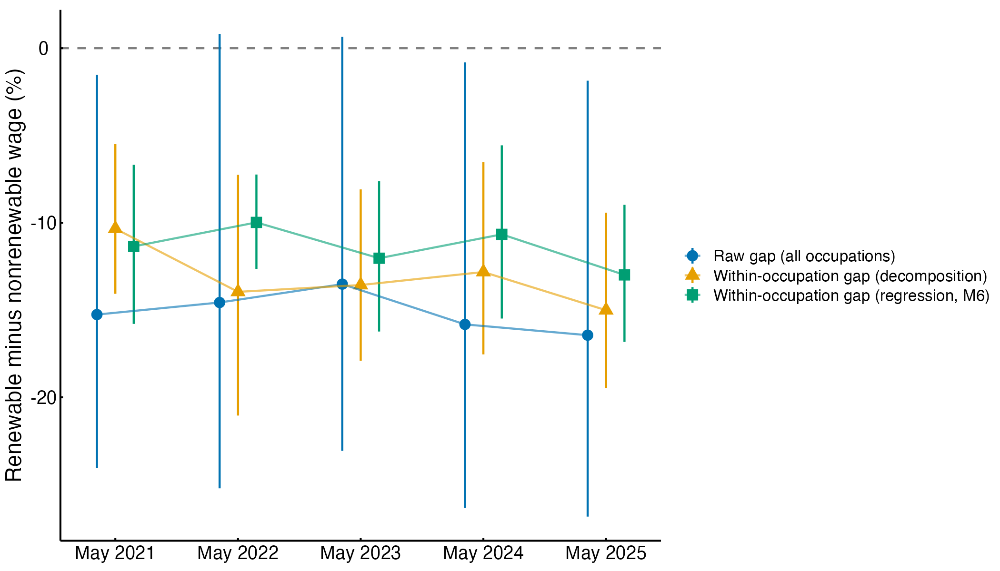 Renewable minus nonrenewable wage (%)
0
-10
-20
May 2021
May 2022
May 2023
May 2024
May 2025
Raw gap (all occupations)
Within-occupation gap (decomposition)
Within-occupation gap (regression, M6)